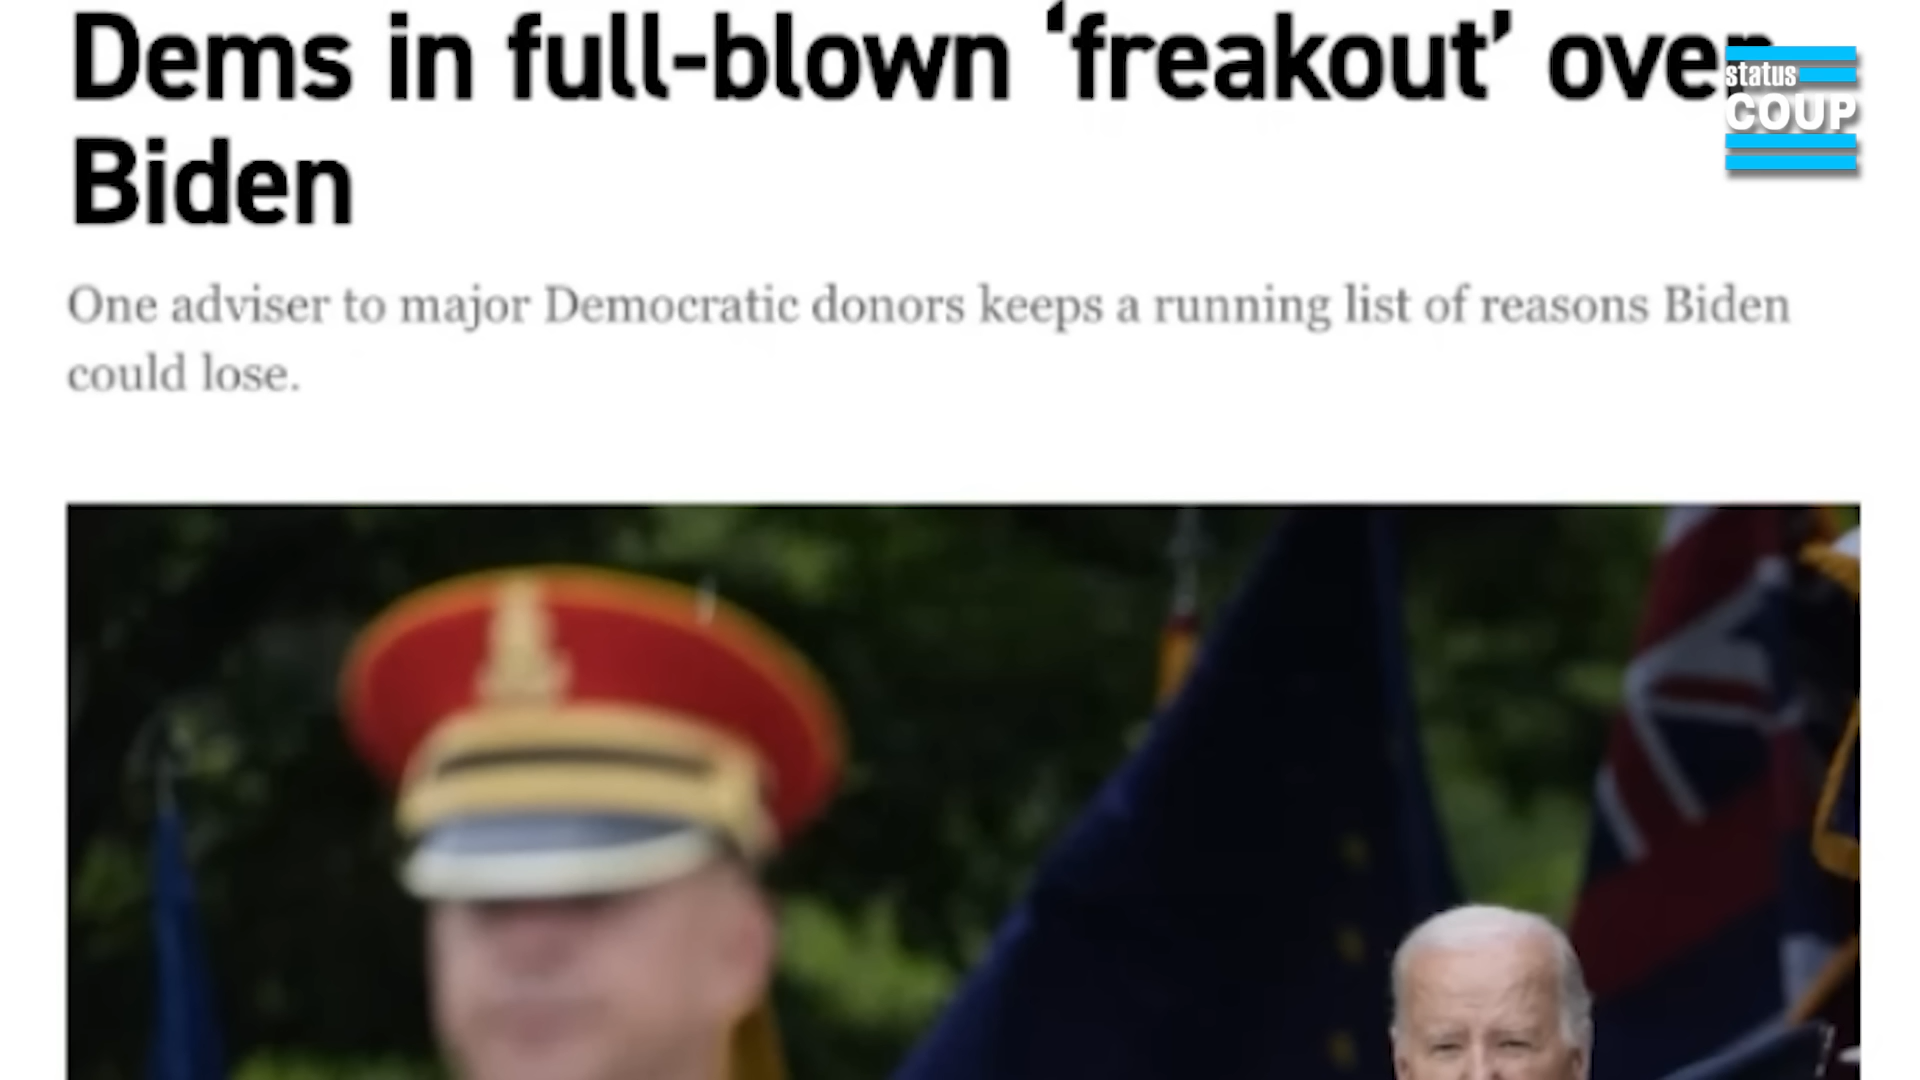 Dems in full-blown ‘freakout’ over
Biden
status
COUP
One adviser to major Democratic donors keeps a running list of reasons Biden
could lose.